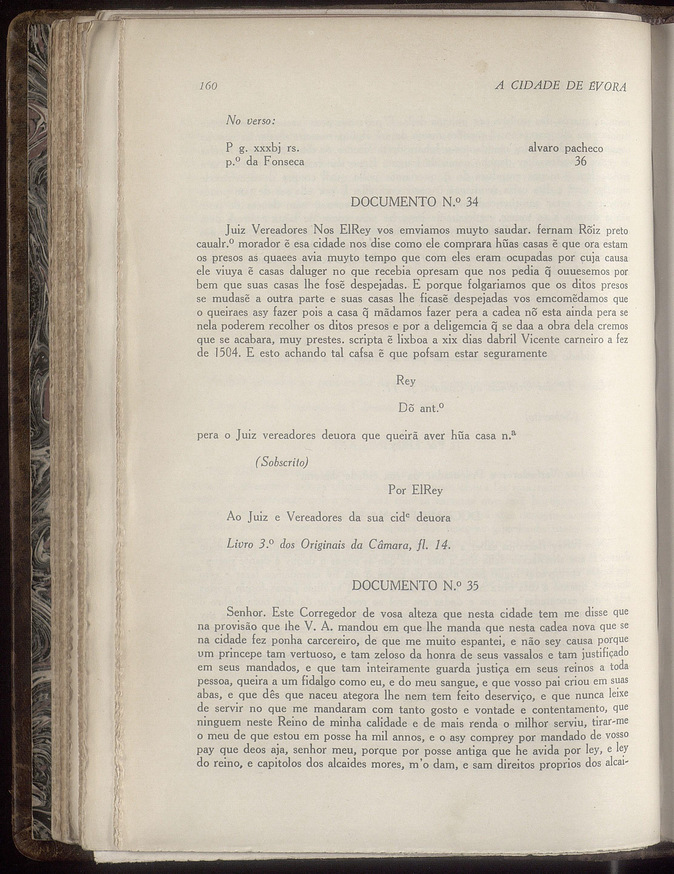 160
A CIDADE DE ÉVORA
No verso:
P g. xxxbj rs.
alvaro pacheco
p.º da Fonseca
36
DOCUMENTO N.º 34
Juiz Vereadores Nos ElRey vos emviamos muyto saudar. fernam Rõiz preto
caualr.º morador ẽ esa cidade nos dise como ele comprara hũas casas ẽ que ora estam
os presos as quaees avia muyto tempo que com eles eram ocupadas por cuja causa
ele viuya ẽ casas daluger no que recebia opresam que nos pedia q̃ ouuesemos por
bem que suas casas lhe fosẽ despejadas. E porque folgariamos que os ditos presos
se mudasẽ a outra parte e suas casas lhe ficasẽ despejadas vos emcomẽdamos que
o queiraes asy fazer pois a casa q̃ mãdamos fazer pera a cadea nõ esta ainda pera se
nela poderem recolher os ditos presos e por a deligemcia q̃ se daa a obra dela cremos
que se acabara, muy prestes. scripta ẽ lixboa a xix dias dabril Vicente carneiro a fez
de 1504. E esto achando tal cafsa ẽ que pofsam estar seguramente
Rey
Dõ ant.º
pera o Juiz vereadores deuora que queirã aver hũa casa n.ª
(Sobscrito)
Por ElRey
Ao Juiz e Vereadores da sua cidᵉ deuora
Livro 3.º dos Originais da Câmara, fl. 14.
DOCUMENTO N.º 35
Senhor. Este Corregedor de vosa alteza que nesta cidade tem me disse que
na provisão que lhe V. A. mandou em que lhe manda que nesta cadea nova que se
na cidade fez ponha carcereiro, de que me muito espantei, e não sey causa porque
vm princepe tam vertuoso, e tam zeloso da honra de seus vassalos e tam justificado
em seus mandados, e que tam inteiramente guarda justiça em seus reinos a toda
pessoa, queira a um fidalgo como eu, e do meu sangue, e que vosso pai criou em suas
abas, e que dês que naceu ategora lhe nem tem feito deserviço, e que nunca leixe
de servir no que me mandaram com tanto gosto e vontade e contentamento, que
ninguem neste Reino de minha calidade e de mais renda o milhor serviu, tirar-me
o meu de que estou em posse ha mil annos, e o asy comprey por mandado de vosso
pay que deos aja, senhor meu, porque por posse antiga que he avida por ley, e ley
do reino, e capitolos dos alcaides mores, m'o dam, e sam direitos proprios dos alcai-